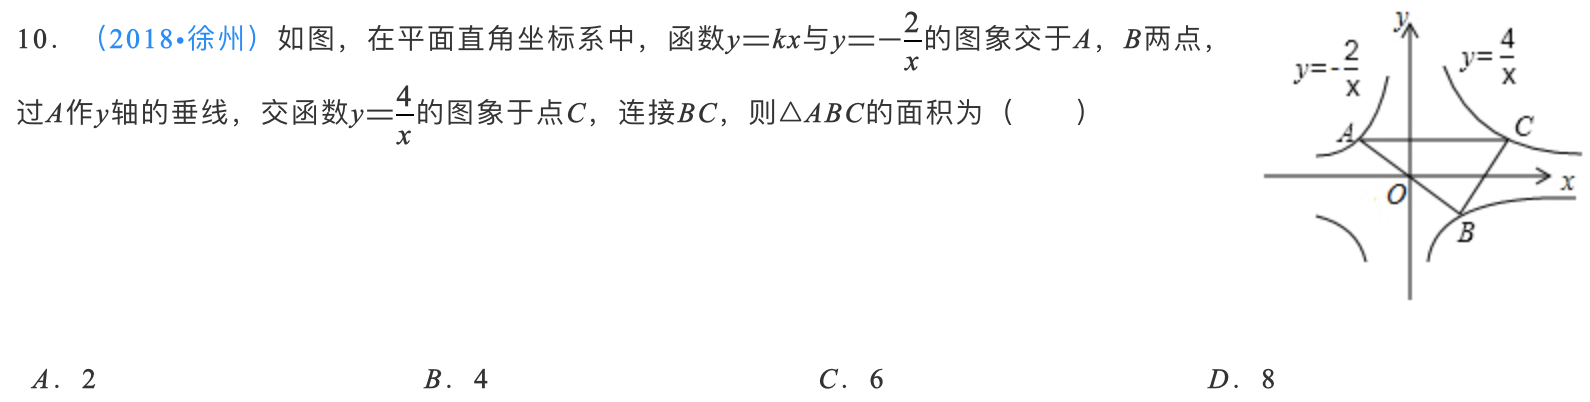 10. （2018•徐州）如图，在平面直角坐标系中，函数y＝kx与y＝－2/x的图象交于A，B两点，
过A作y轴的垂线，交函数y＝4/x的图象于点C，连接BC，则△ABC的面积为（　　）
y
y=-2/x
y=4/x
A
C
O
x
B
A. 2
B. 4
C. 6
D. 8